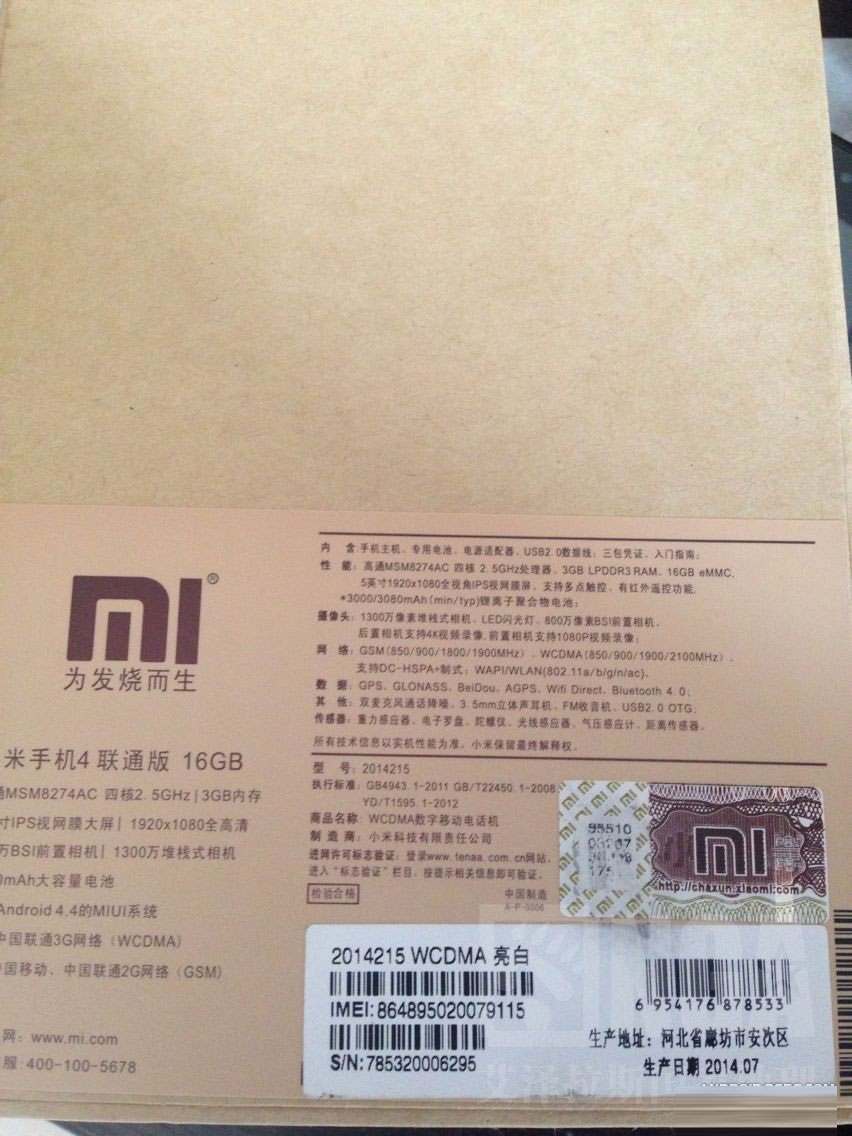 mi®
为发烧而生
米手机4 联通版 16GB
MSM8274AC 四核2.5GHz|3GB内存
寸IPS视网膜大屏| 1920x1080全高清
万BSI前置相机| 1300万堆栈式相机
0mAh大容量电池
Android 4.4的MIUI系统
中国联通3G网络（WCDMA）
国移动、中国联通2G网络（GSM）
网：www.mi.com
服:400-100-5678
内 含 手机主机、专用电池、电源适配器、USB2.0数据线；三包凭证、入门指南；
性 能：高通MSM8274AC 四核 2.5GHz处理器、3GB LPDDR3 RAM、16GB eMMC,
5英寸1920x1080全视角IPS视网膜屏、支持多点触控、有红外遥控功能,
*3000/3080mAh(min/typ)锂离子聚合物电池；
摄像头：1300万像素堆栈式相机、LED闪光灯、800万像素BSI前置相机、
后置相机支持4K视频录像,前置相机支持1080P视频录像；
网 络：GSM(850/900/1800/1900MHz) 、WCDMA(850/900/1900/2100MHz) 、
支持DC-HSPA+制式；WAPI/WLAN(802.11a/b/g/n/ac)、
数 据：GPS、GLONASS、BeiDou、AGPS、Wifi Direct、Bluetooth 4.0；
其 他：双麦克风通话降噪、3.5mm立体声耳机、FM收音机、USB2.0 OTG；
传感器：重力感应器、电子罗盘、陀螺仪、光线感应器、气压感应计、距离传感器、
所有技术信息以实机性能为准，小米保留最终解释权。
型 号：2014215
执行标准：GB4943.1-2011 GB/T22450.1-2008
YD/T1595.1-2012
商品名称：WCDMA数字移动电话机
制 造 商：小米科技有限责任公司
进网许可标志验证：登录www.tenaa.com.cn网站，
进入“标志验证”栏目、按提示相关信息即可验证。
检验合格
中国制造
A-P-0006
mi
http://chaxun.xiaomi.com
2014215 WCDMA 亮白
IMEI:864895020079115
S/N:785320006295
6 954176 878533
生产地址：河北省廊坊市安次区
生产日期 2014.07